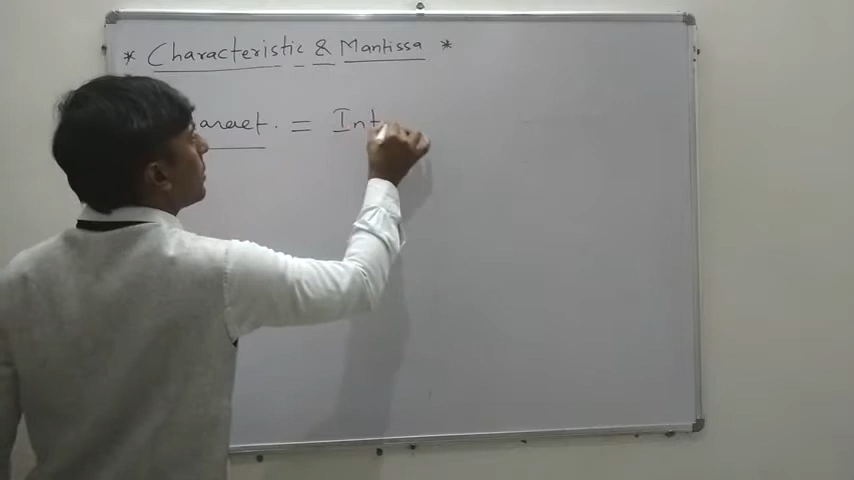 * Characteristic & Mantissa *
aract. = Int